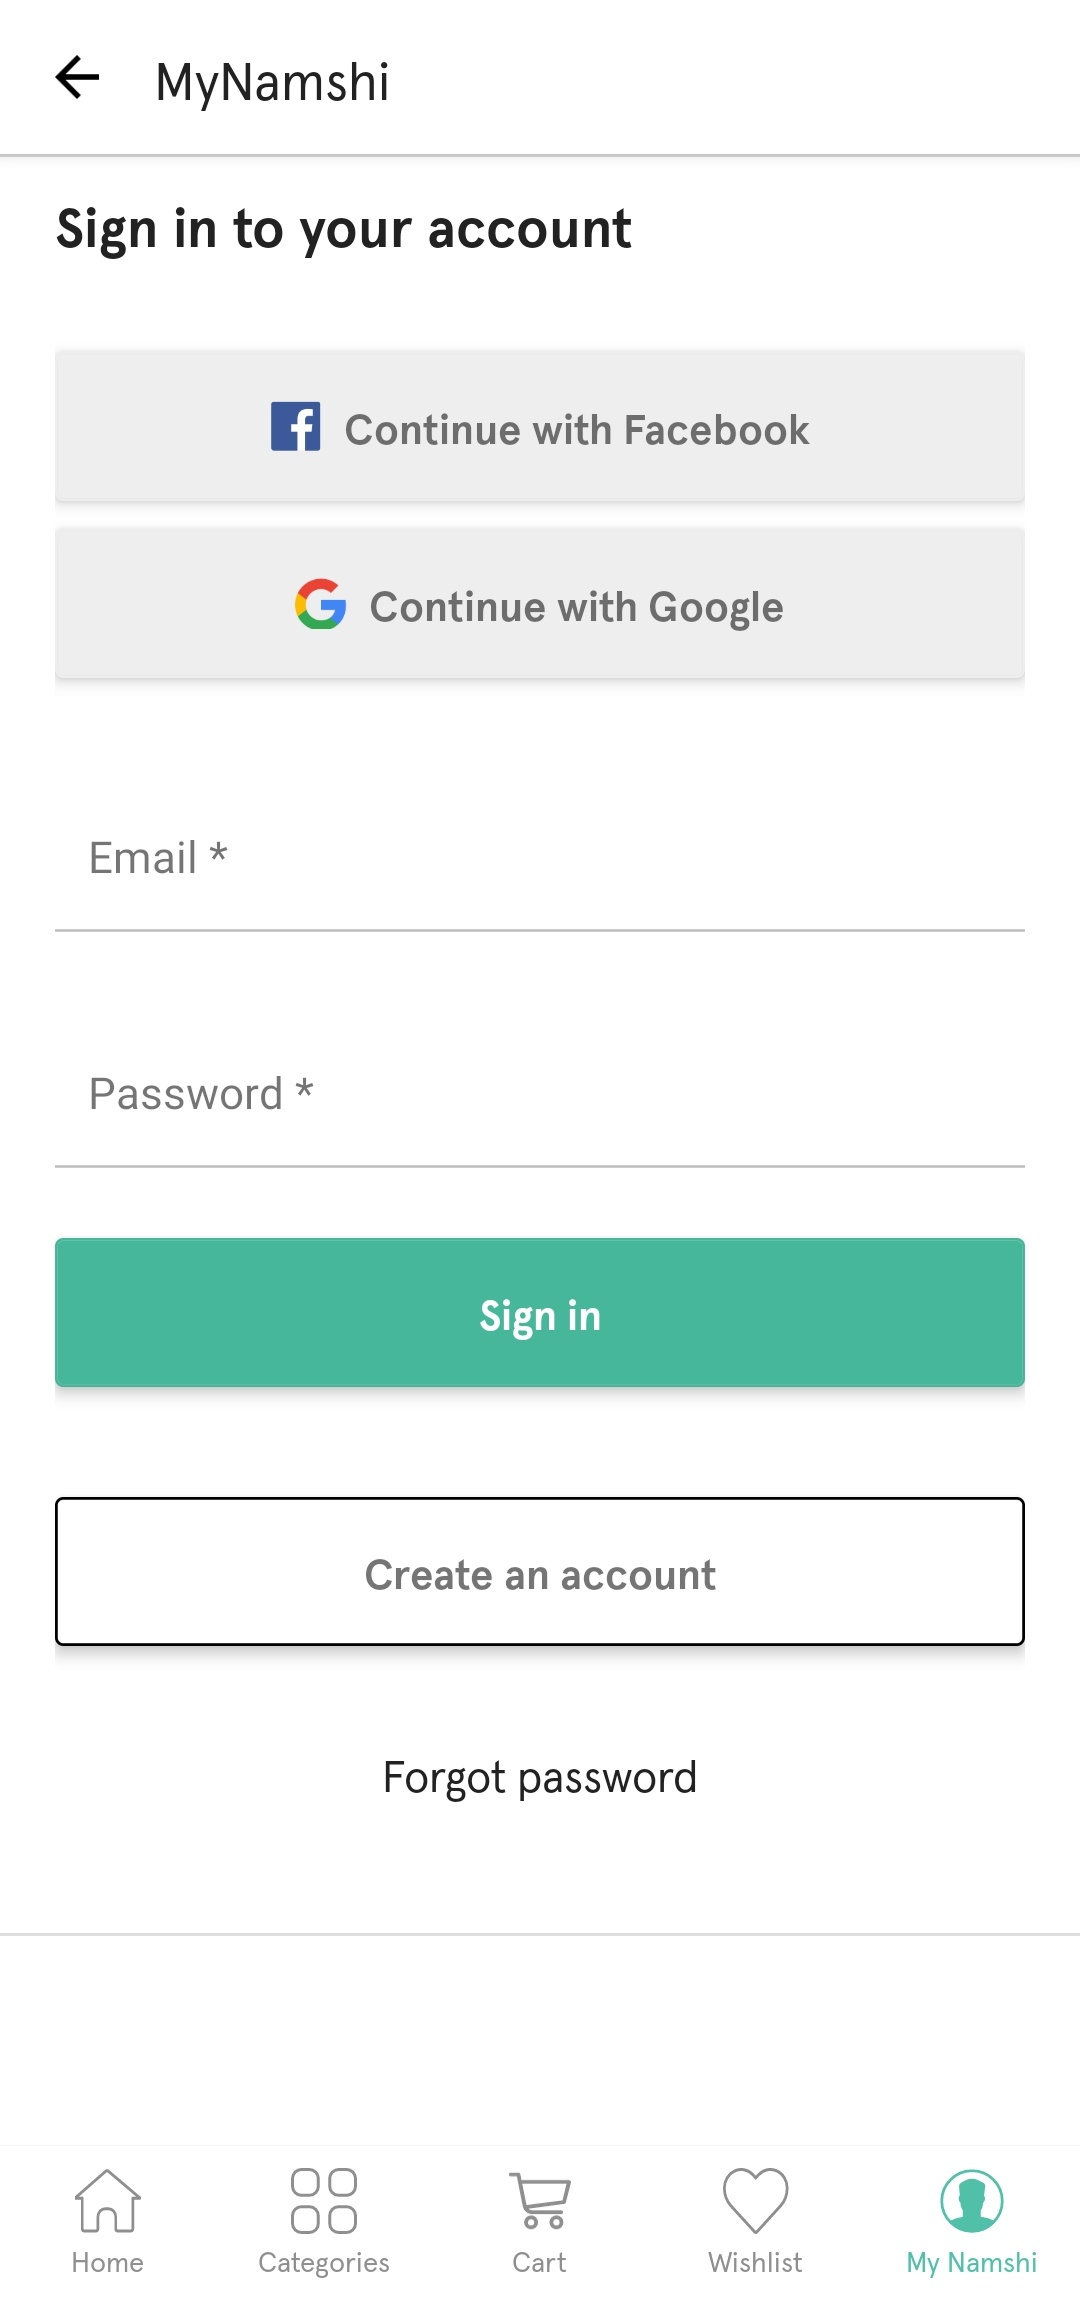 MyNamshi
Sign in to your account
Continue with Facebook
Continue with Google
Email *
Password *
Sign in
Create an account
Forgot password
Home
Categories
Cart
Wishlist
My Namshi